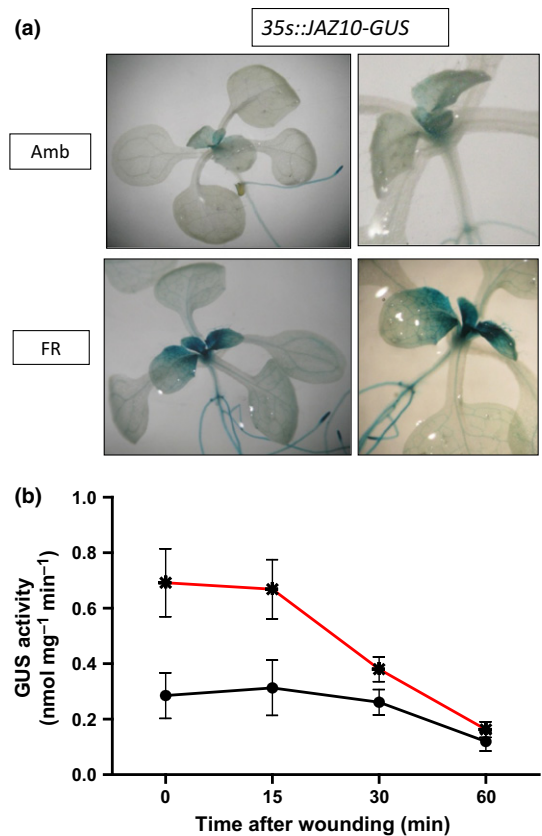 (a)
35s::JAZ10-GUS
Amb
FR
(b)
GUS activity
(nmol mg⁻¹ min⁻¹)
1.0
0.8
0.6
0.4
0.2
0.0
0 15 30 60
Time after wounding (min)